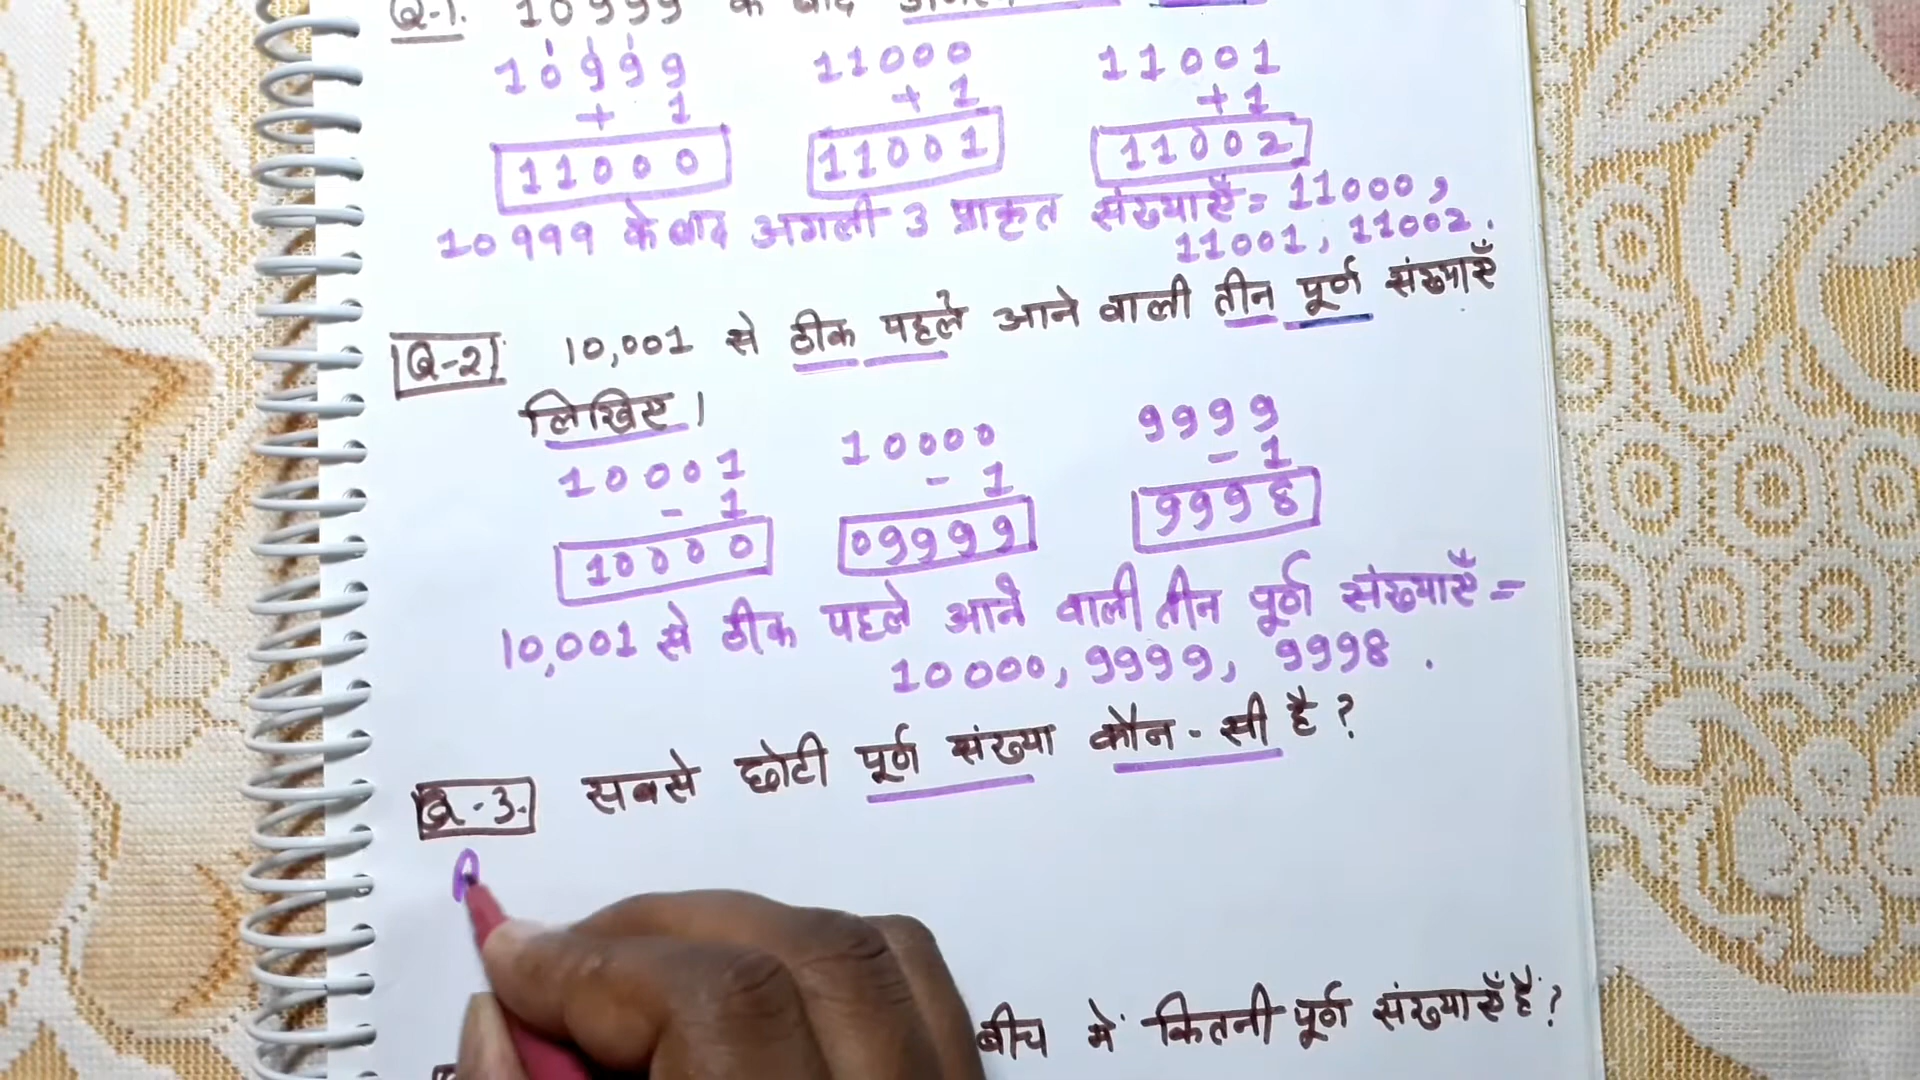 Q-1. 10999 के बाद
10999 11000 11001
+ 1 + 1 +1
11000 11001 11002
10999 के बाद अगली 3 प्राकृत संख्याएँ= 11000,
11001, 11002.
Q-2 10,001 से ठीक पहले आने वाली तीन पूर्ण संख्याएँ
लिखिए।
10001 10000 9999
- 1 - 1 - 1
10000 09999 9998
10,001 से ठीक पहले आने वाली तीन पूर्ण संख्याएँ =
10000, 9999, 9998.
Q.-3. सबसे छोटी पूर्ण संख्या कौन-सी है?
बीच में कितनी पूर्ण संख्याएँ हैं?